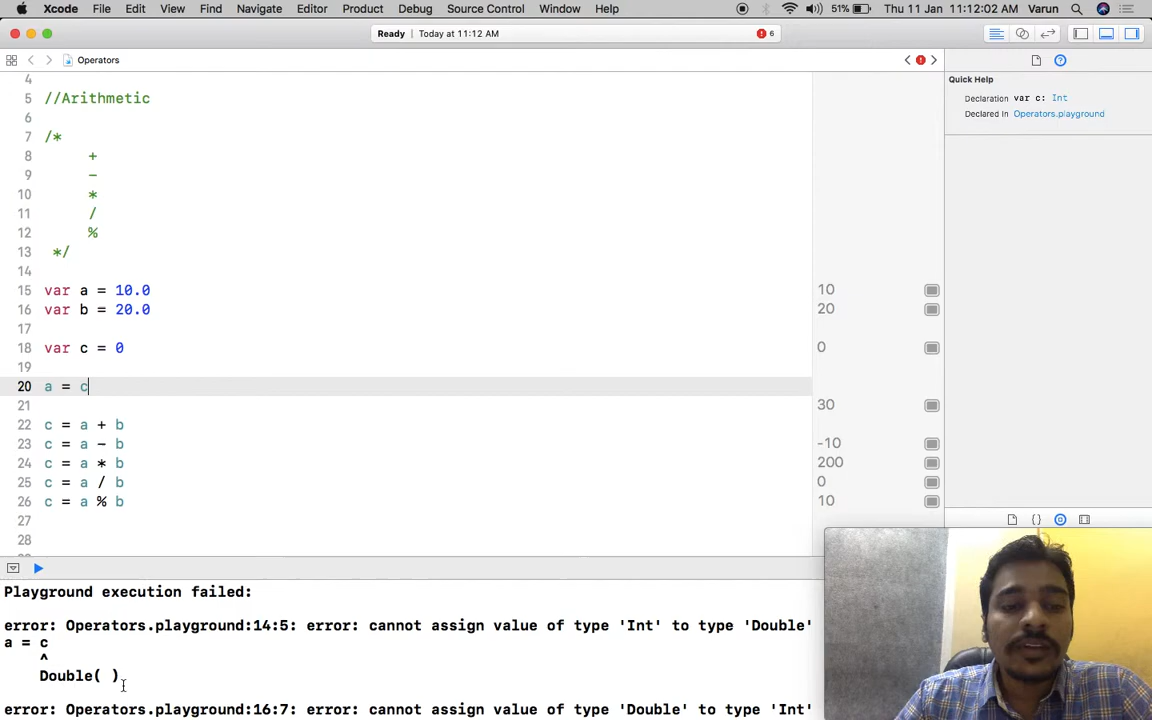 Xcode File Edit View Find Navigate Editor Product Debug Source Control Window Help 51% Thu 11 Jan 11:12:02 AM Varun
Ready Today at 11:12 AM 6
Operators
4
5 //Arithmetic
6
7 /*
8 +
9 -
10 *
11 /
12 %
13 */
14
15 var a = 10.0 10
16 var b = 20.0 20
17
18 var c = 0 0
19
20 a = c
21 30
22 c = a + b
23 c = a - b -10
24 c = a * b 200
25 c = a / b 0
26 c = a % b 10
27
28
Quick Help
Declaration var c: Int
Declared In Operators.playground
Playground execution failed:
error: Operators.playground:14:5: error: cannot assign value of type 'Int' to type 'Double'
a = c
^
Double( )
error: Operators.playground:16:7: error: cannot assign value of type 'Double' to type 'Int'